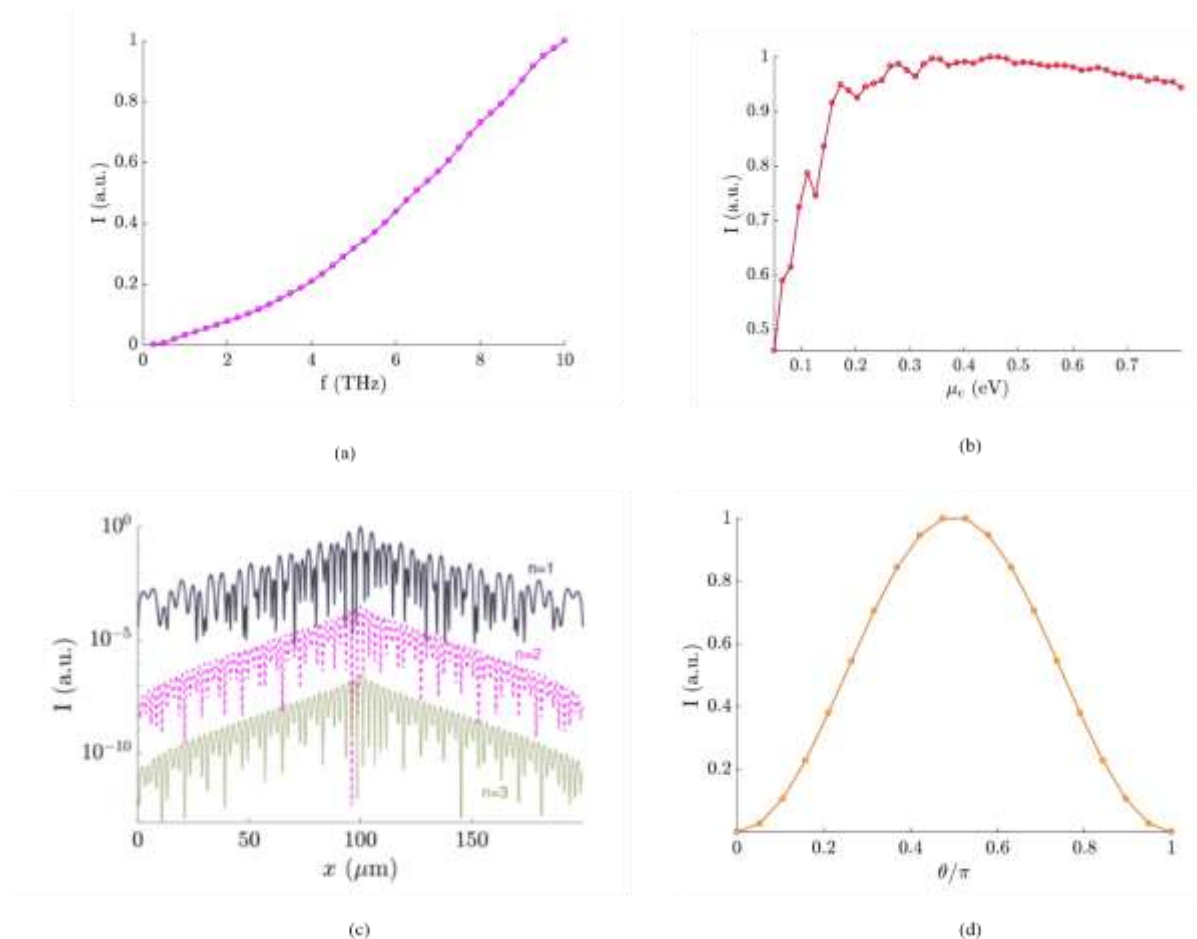 1
0.8
0.6
0.4
0.2
0
I (a.u.)
0 2 4 6 8 10
f (THz)
(a)
1
0.9
0.8
0.7
0.6
0.5
I (a.u.)
0.1 0.2 0.3 0.4 0.5 0.6 0.7
μc (eV)
(b)
10^0
10^-5
10^-10
I (a.u.)
n=1
n=2
n=3
0 50 100 150
x (μm)
(c)
1
0.8
0.6
0.4
0.2
I (a.u.)
0 0.2 0.4 0.6 0.8 1
θ/π
(d)